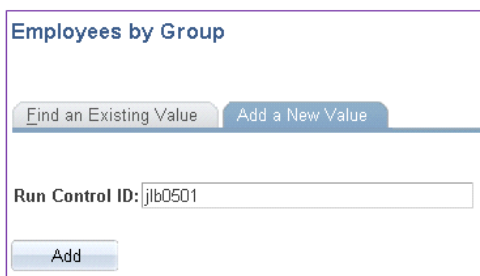 Employees by Group
Find an Existing Value Add a New Value
Run Control ID: jlb0501
Add